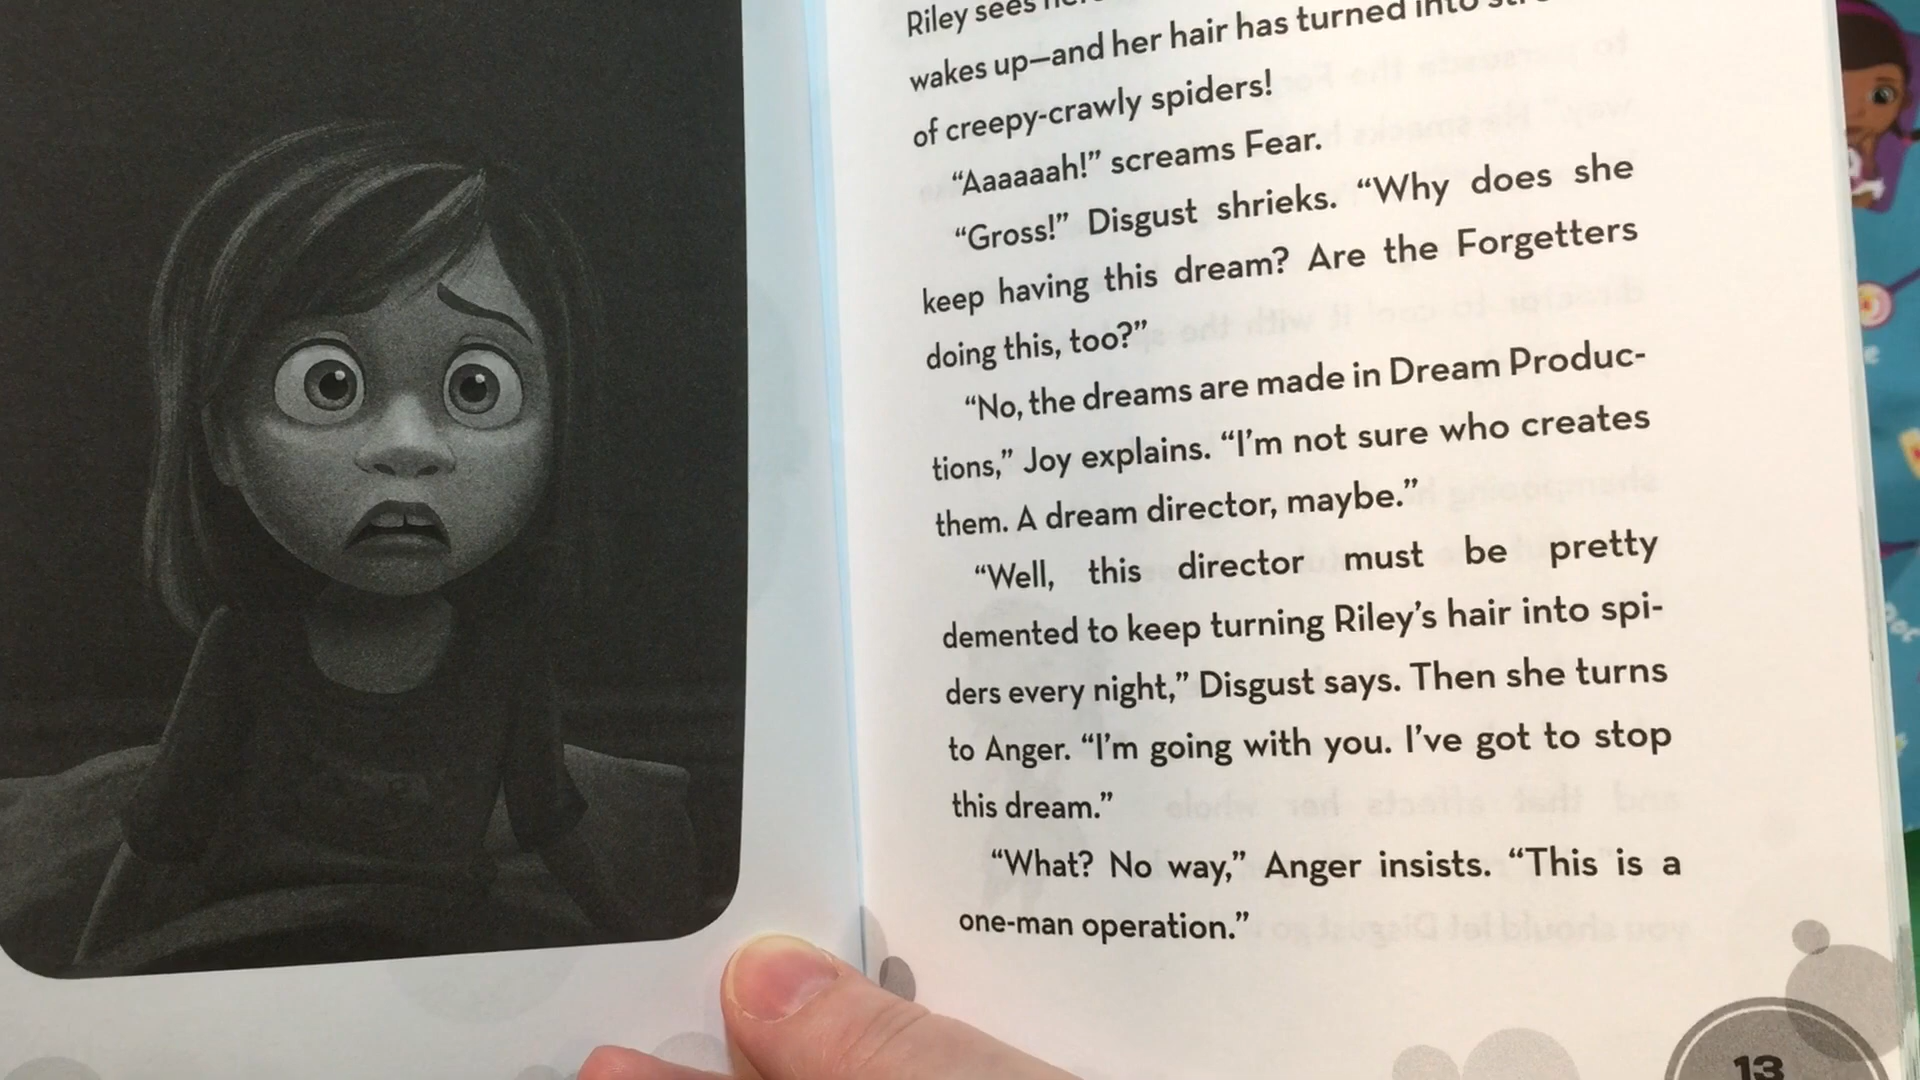 Riley sees
wakes up—and her hair has turned into
of creepy-crawly spiders!
“Aaaaaah!” screams Fear.
“Gross!” Disgust shrieks. “Why does she
keep having this dream? Are the Forgetters
doing this, too?”
“No, the dreams are made in Dream Produc-
tions,” Joy explains. “I’m not sure who creates
them. A dream director, maybe.”
“Well, this director must be pretty
demented to keep turning Riley’s hair into spi-
ders every night,” Disgust says. Then she turns
to Anger. “I’m going with you. I’ve got to stop
this dream.”
“What? No way,” Anger insists. “This is a
one-man operation.”
13